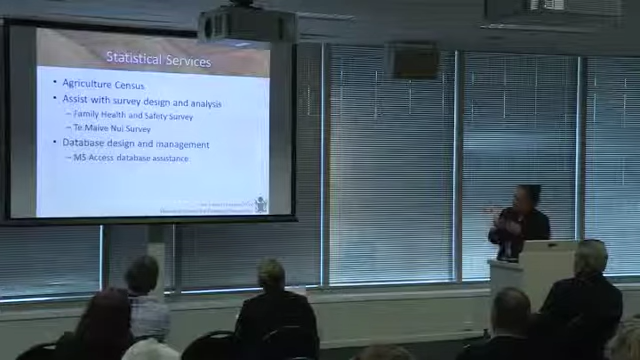 Statistical Services
• Agriculture Census
• Assist with survey design and analysis
– Family Health and Safety Survey
– Te Maive Nui Survey
• Database design and management
– MS Access database assistance